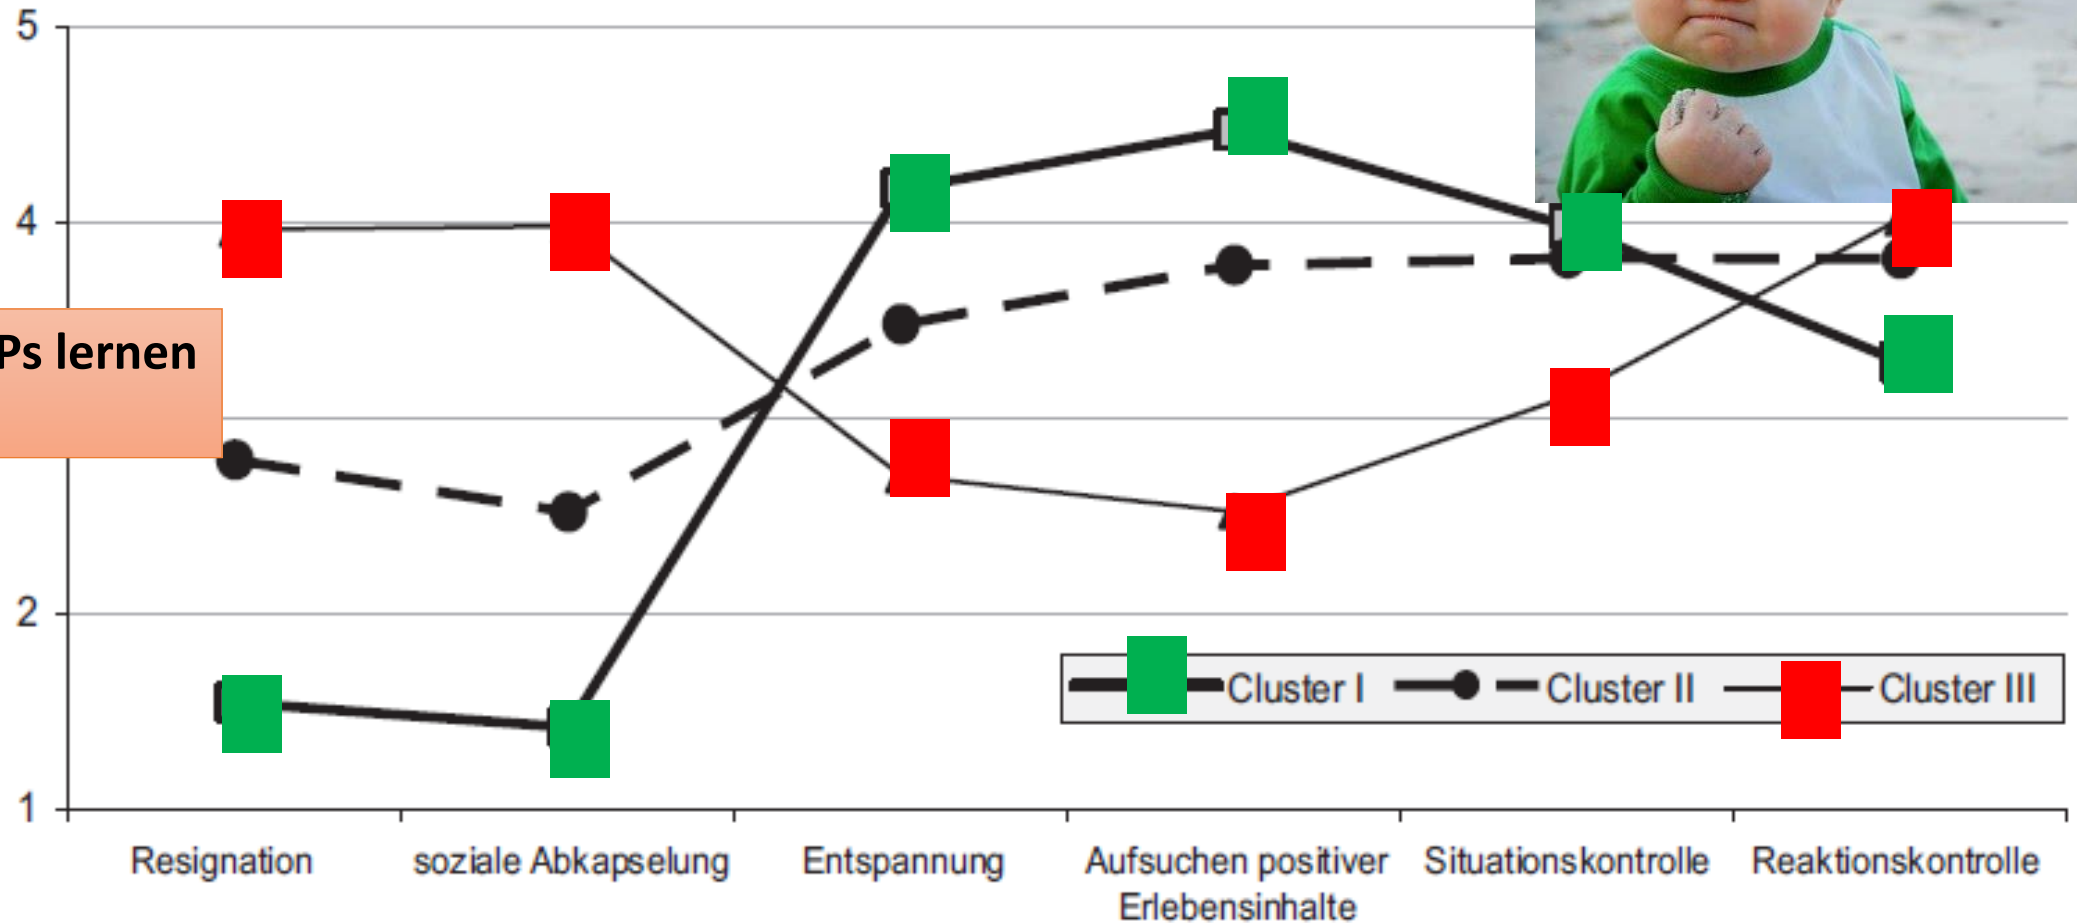 5
4
Ps lernen
2
Cluster I
Cluster II
Cluster III
1
Resignation
soziale Abkapselung
Entspannung
Aufsuchen positiver
Erlebensinhalte
Situationskontrolle
Reaktionskontrolle